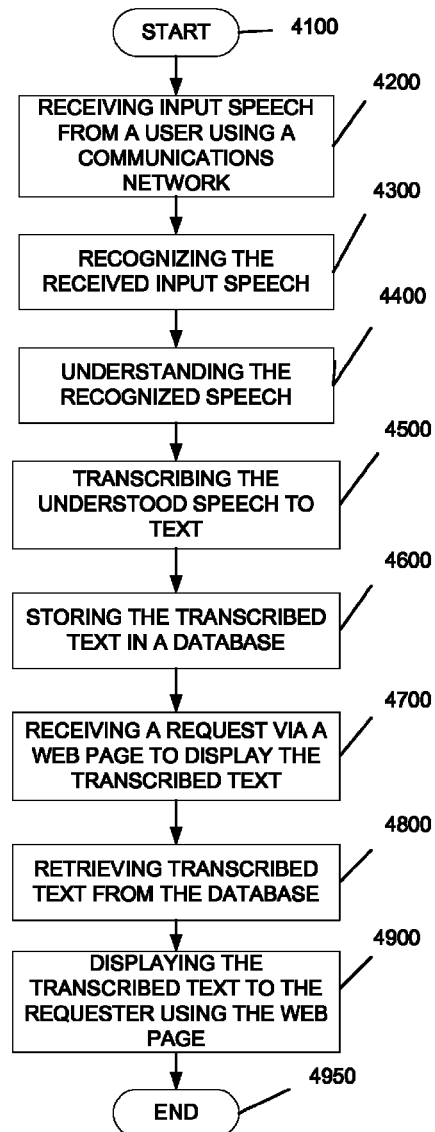 START
4100
RECEIVING INPUT SPEECH
FROM A USER USING A
COMMUNICATIONS
NETWORK
4200
RECOGNIZING THE
RECEIVED INPUT SPEECH
4300
UNDERSTANDING THE
RECOGNIZED SPEECH
4400
TRANSCRIBING THE
UNDERSTOOD SPEECH TO
TEXT
4500
STORING THE TRANSCRIBED
TEXT IN A DATABASE
4600
RECEIVING A REQUEST VIA A
WEB PAGE TO DISPLAY THE
TRANSCRIBED TEXT
4700
RETRIEVING TRANSCRIBED
TEXT FROM THE DATABASE
4800
DISPLAYING THE
TRANSCRIBED TEXT TO THE
REQUESTER USING THE WEB
PAGE
4900
END
4950